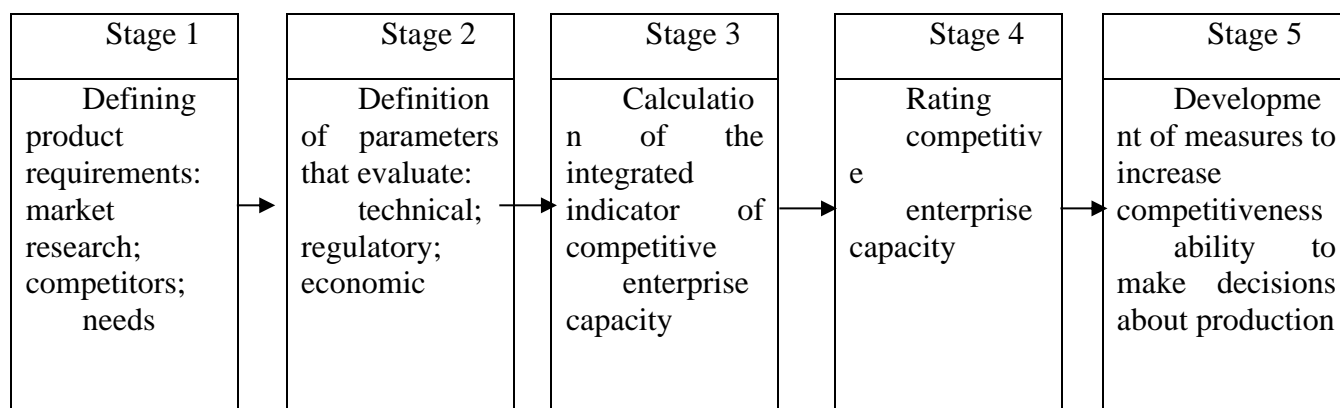 Stage 1
Defining
product
requirements:
market
research;
competitors;
needs
Stage 2
Definition
of parameters
that evaluate:
technical;
regulatory;
economic
Stage 3
Calculatio
n of the
integrated
indicator of
competitive
enterprise
capacity
Stage 4
Rating
competitiv
e
enterprise
capacity
Stage 5
Developme
nt of measures to
increase
competitiveness
ability to
make decisions
about production